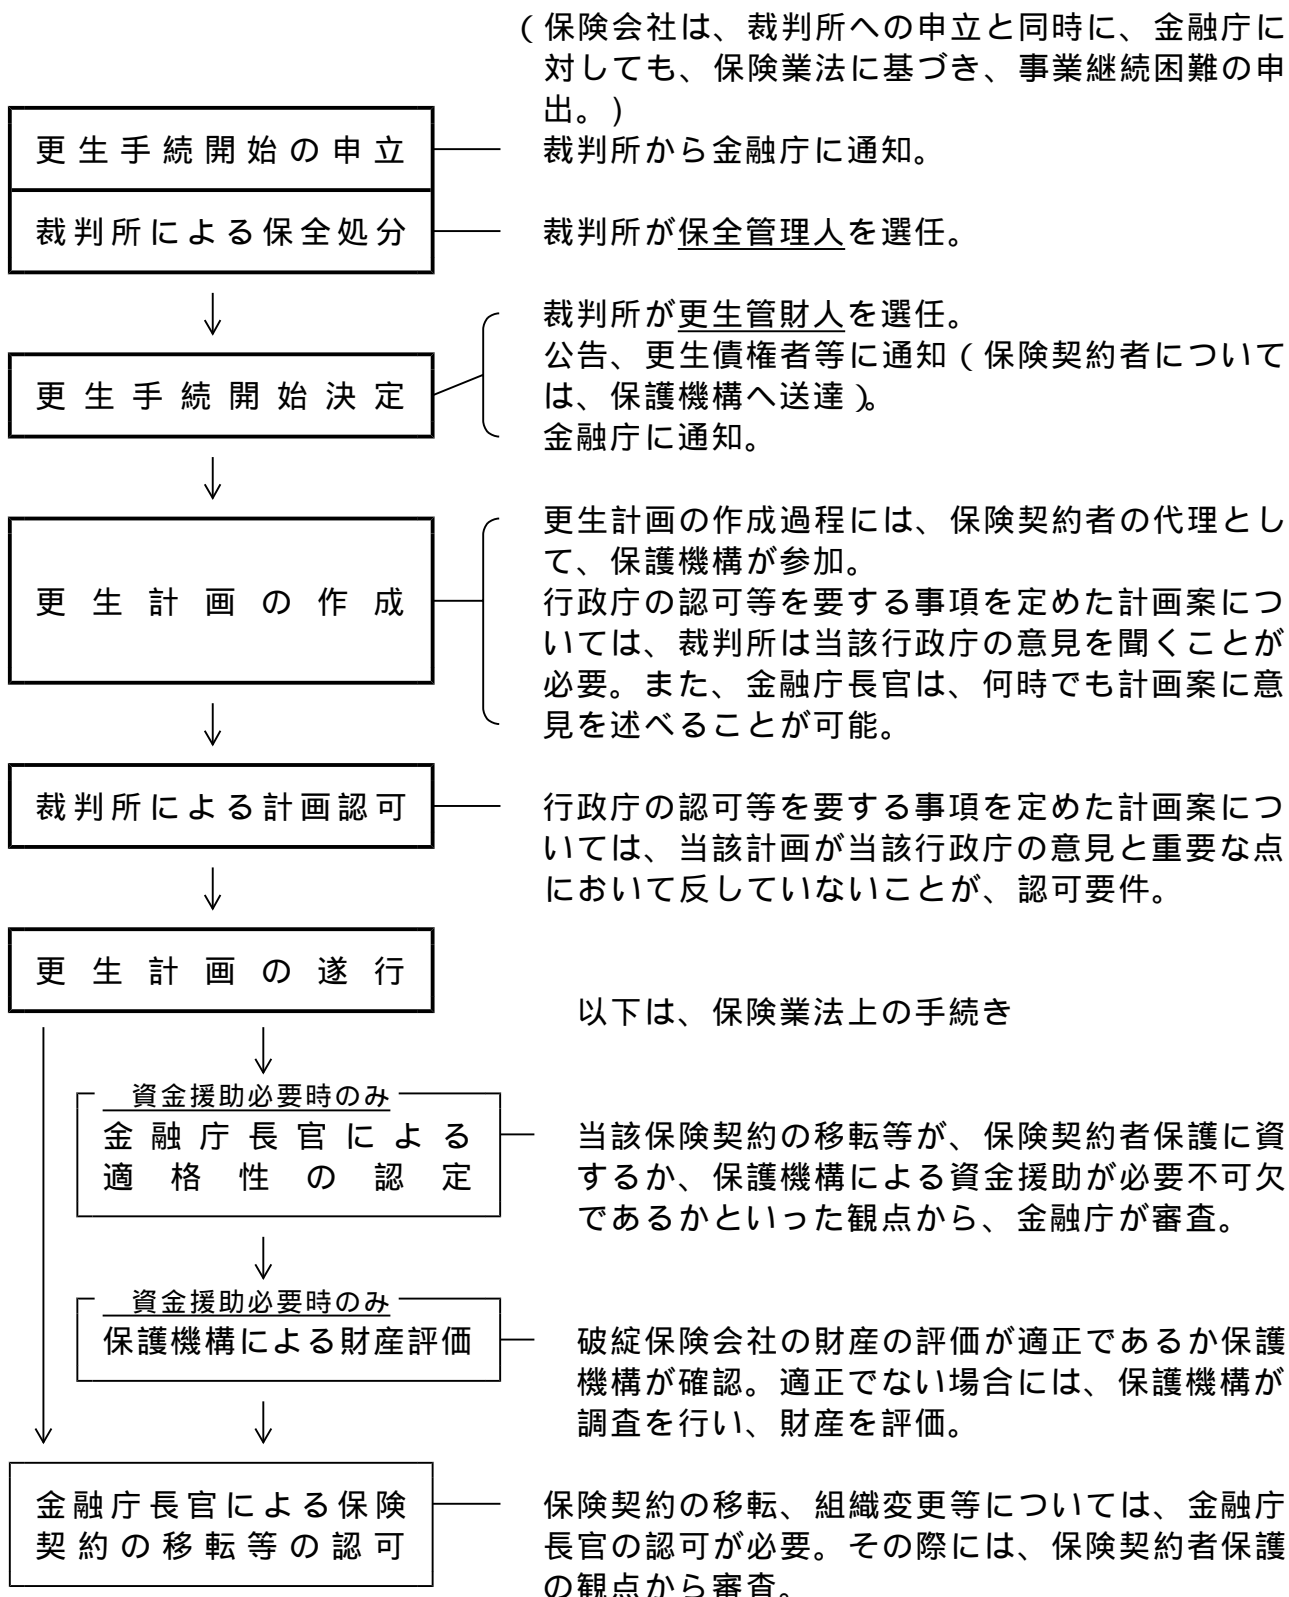 (保険会社は、裁判所への申立と同時に、金融庁に
対しても、保険業法に基づき、事業継続困難の申
出。)
更生手続開始の申立
裁判所から金融庁に通知。
裁判所による保全処分
裁判所が保全管理人を選任。
↓
裁判所が更生管財人を選任。
公告、更生債権者等に通知(保険契約者について
は、保護機構へ送達)。
金融庁に通知。
更生手続開始決定
↓
更生計画の作成過程には、保険契約者の代理とし
て、保護機構が参加。
行政庁の認可等を要する事項を定めた計画案につ
いては、裁判所は当該行政庁の意見を聞くことが
必要。また、金融庁長官は、何時でも計画案に意
見を述べることが可能。
更生計画の作成
↓
裁判所による計画認可
行政庁の認可等を要する事項を定めた計画案につ
いては、当該計画が当該行政庁の意見と重要な点
において反していないことが、認可要件。
↓
更生計画の遂行
以下は、保険業法上の手続き
↓
資金援助必要時のみ
金融庁長官による
適格性の認定
当該保険契約の移転等が、保険契約者保護に資
するか、保護機構による資金援助が必要不可欠
であるかといった観点から、金融庁が審査。
↓
資金援助必要時のみ
保護機構による財産評価
破綻保険会社の財産の評価が適正であるか保護
機構が確認。適正でない場合には、保護機構が
調査を行い、財産を評価。
↓ ↓
金融庁長官による保険
契約の移転等の認可
保険契約の移転、組織変更等については、金融庁
長官の認可が必要。その際には、保険契約者保護
の観点から審査。